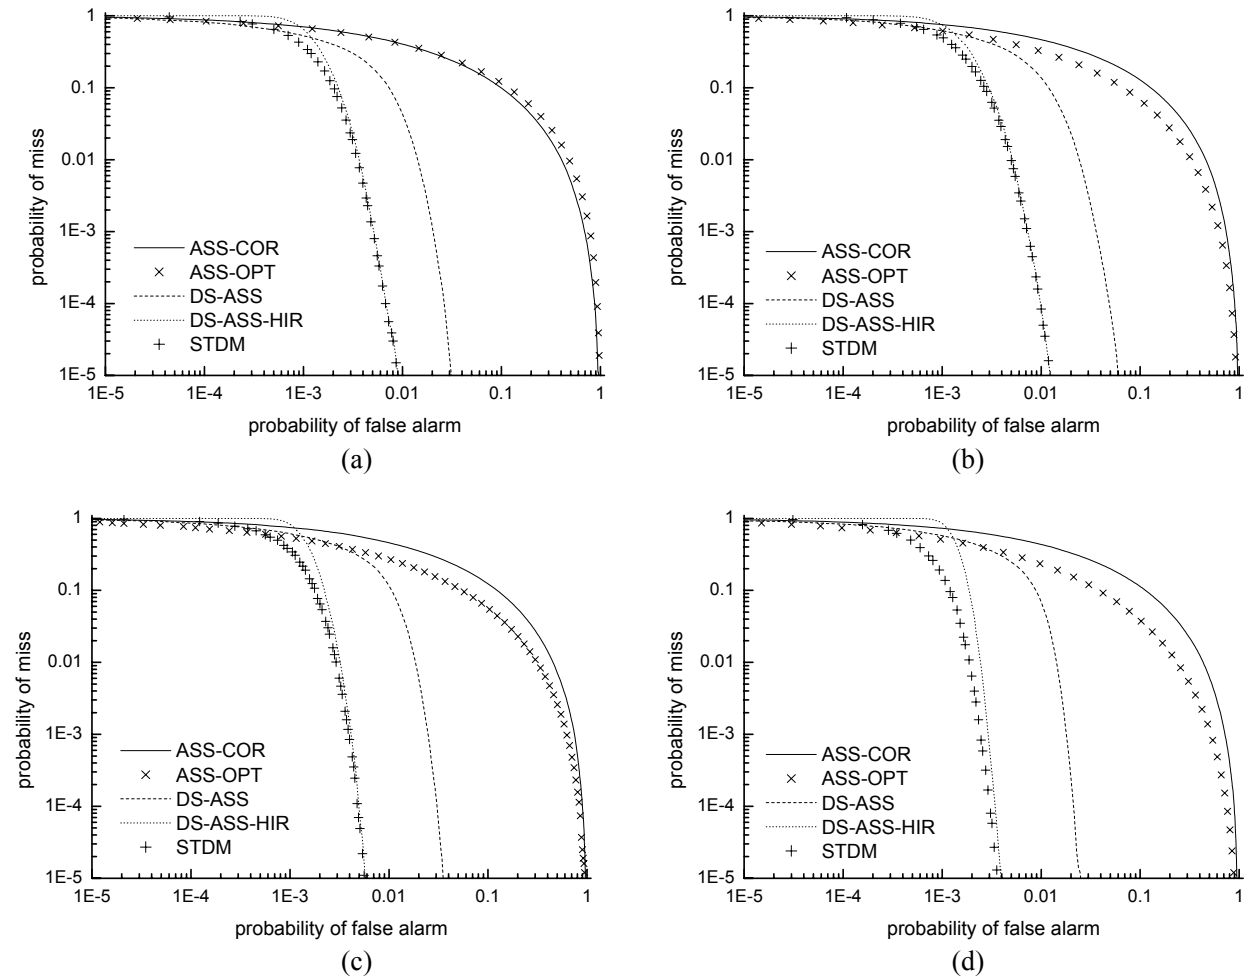 1
0.1
0.01
1E-3
1E-4
1E-5
probability of miss
ASS-COR
ASS-OPT
DS-ASS
DS-ASS-HIR
STDM
1E-5 1E-4 1E-3 0.01 0.1 1
probability of false alarm
(a)
1
0.1
0.01
1E-3
1E-4
1E-5
probability of miss
ASS-COR
ASS-OPT
DS-ASS
DS-ASS-HIR
STDM
1E-5 1E-4 1E-3 0.01 0.1 1
probability of false alarm
(b)
1
0.1
0.01
1E-3
1E-4
1E-5
probability of miss
ASS-COR
ASS-OPT
DS-ASS
DS-ASS-HIR
STDM
1E-5 1E-4 1E-3 0.01 0.1 1
probability of false alarm
(c)
1
0.1
0.01
1E-3
1E-4
1E-5
probability of miss
ASS-COR
ASS-OPT
DS-ASS
DS-ASS-HIR
STDM
1E-5 1E-4 1E-3 0.01 0.1 1
probability of false alarm
(d)